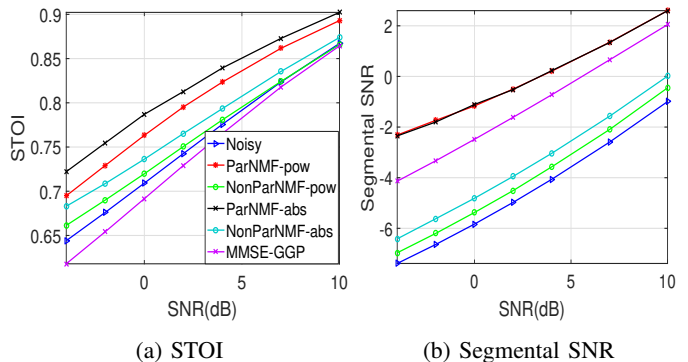 0.9
0.85
0.8
0.75
0.7
0.65
STOI
0
5
10
SNR(dB)
Noisy
ParNMF-pow
NonParNMF-pow
ParNMF-abs
NonParNMF-abs
MMSE-GGP
(a) STOI
2
0
-2
-4
-6
Segmental SNR
0
5
10
SNR(dB)
(b) Segmental SNR